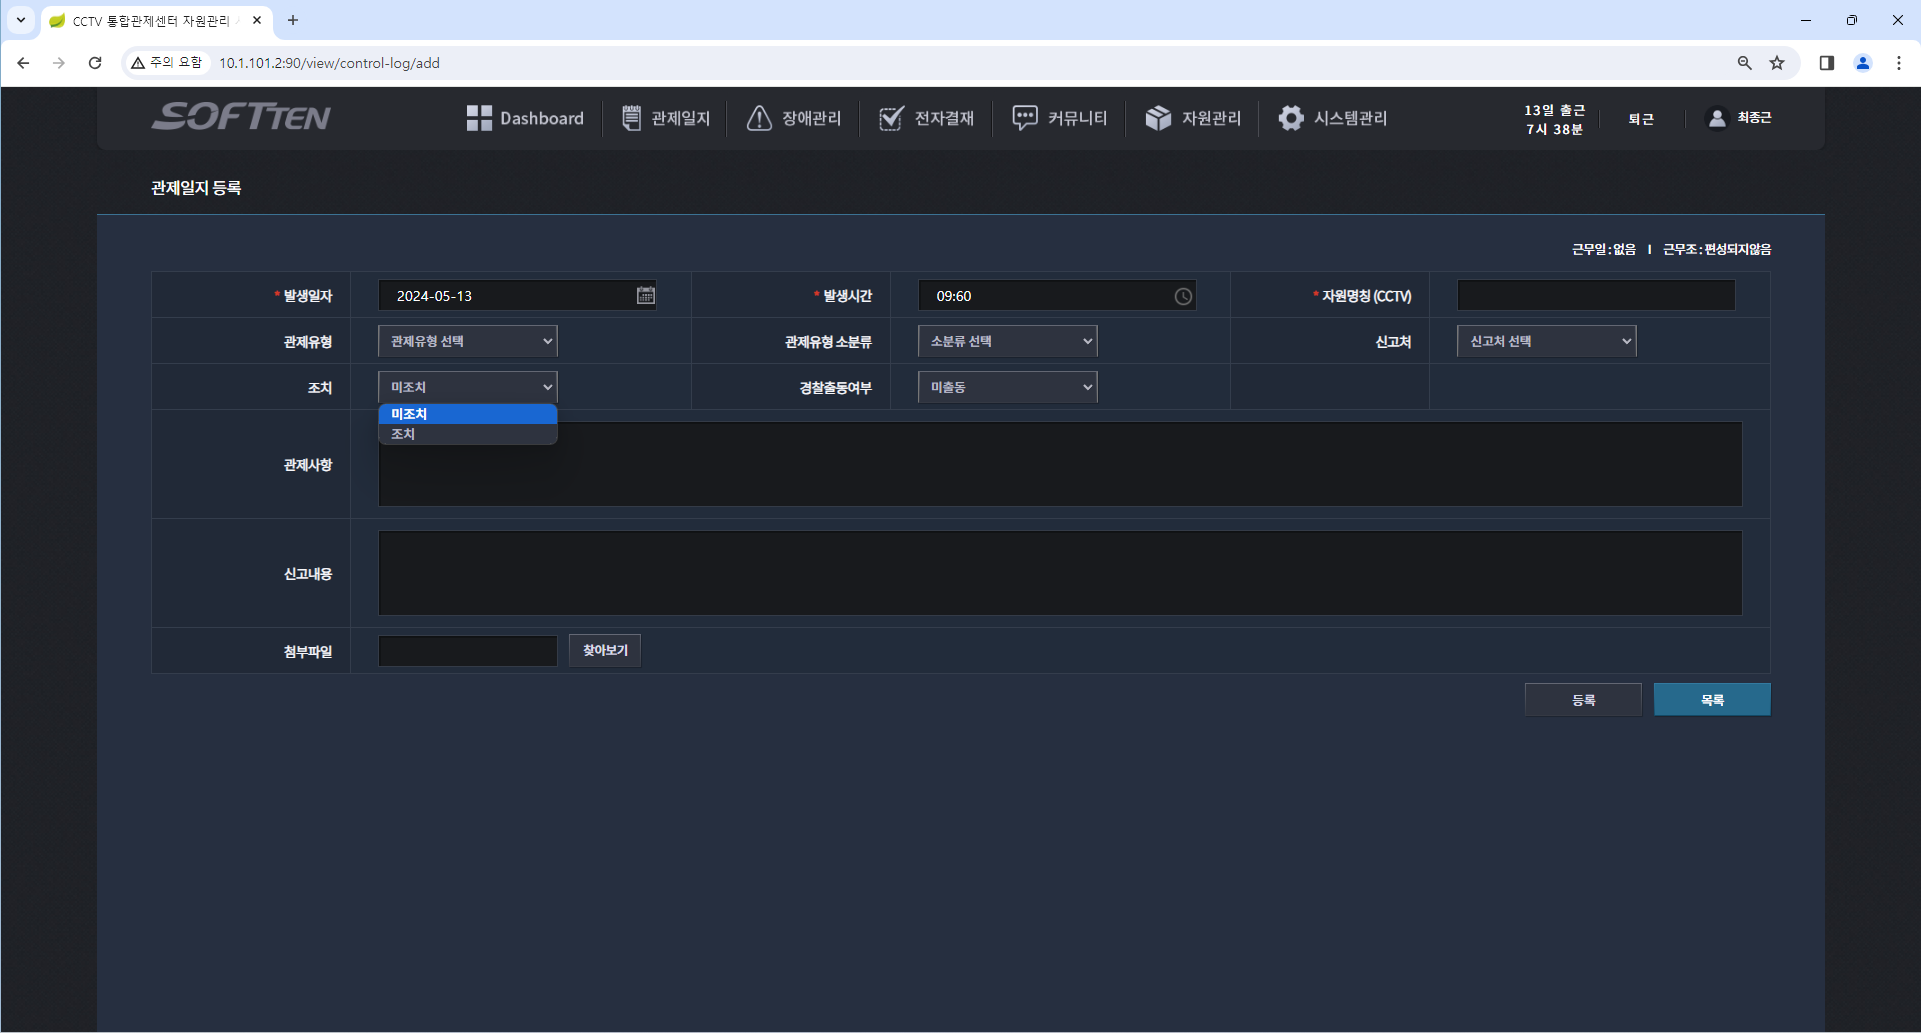 CCTV 통합관제센터 자원관리
주의 요함 10.1.101.2:90/view/control-log/add
SOFTTEN Dashboard 관제일지 장애관리 전자결재 커뮤니티 자원관리 시스템관리 13일 출근 7시 38분 퇴근 최종근
관제일지 등록
근무일 : 없음 I 근무조 : 편성되지않음
* 발생일자 2024-05-13 * 발생시간 09:60 * 자원명칭 (CCTV)
관제유형 관제유형 선택 관제유형 소분류 소분류 선택 신고처 신고처 선택
조치 미조치 경찰출동여부 미출동
미조치
조치
관제사항
신고내용
첨부파일 찾아보기
등록 목록